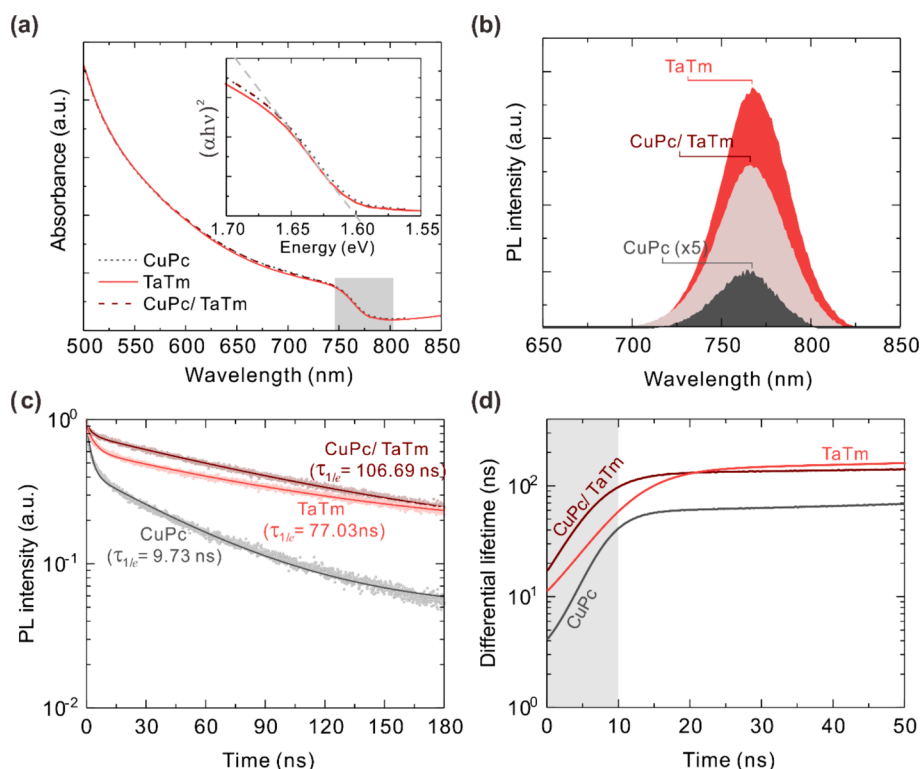 (a)
Absorbance (a.u.)
(αhν)²
1.70 1.65 1.60 1.55
Energy (eV)
CuPc
TaTm
CuPc/ TaTm
500 550 600 650 700 750 800 850
Wavelength (nm)
(b)
PL intensity (a.u.)
TaTm
CuPc/ TaTm
CuPc (x5)
650 700 750 800 850
Wavelength (nm)
(c)
PL intensity (a.u.)
10⁰
10⁻¹
10⁻²
CuPc/ TaTm
(τ1/e = 106.69 ns)
TaTm
(τ1/e = 77.03ns)
CuPc
(τ1/e = 9.73 ns)
0 30 60 90 120 150 180
Time (ns)
(d)
Differential lifetime (ns)
10²
10¹
10⁰
TaTm
CuPc/ TaTm
CuPc
0 10 20 30 40 50
Time (ns)